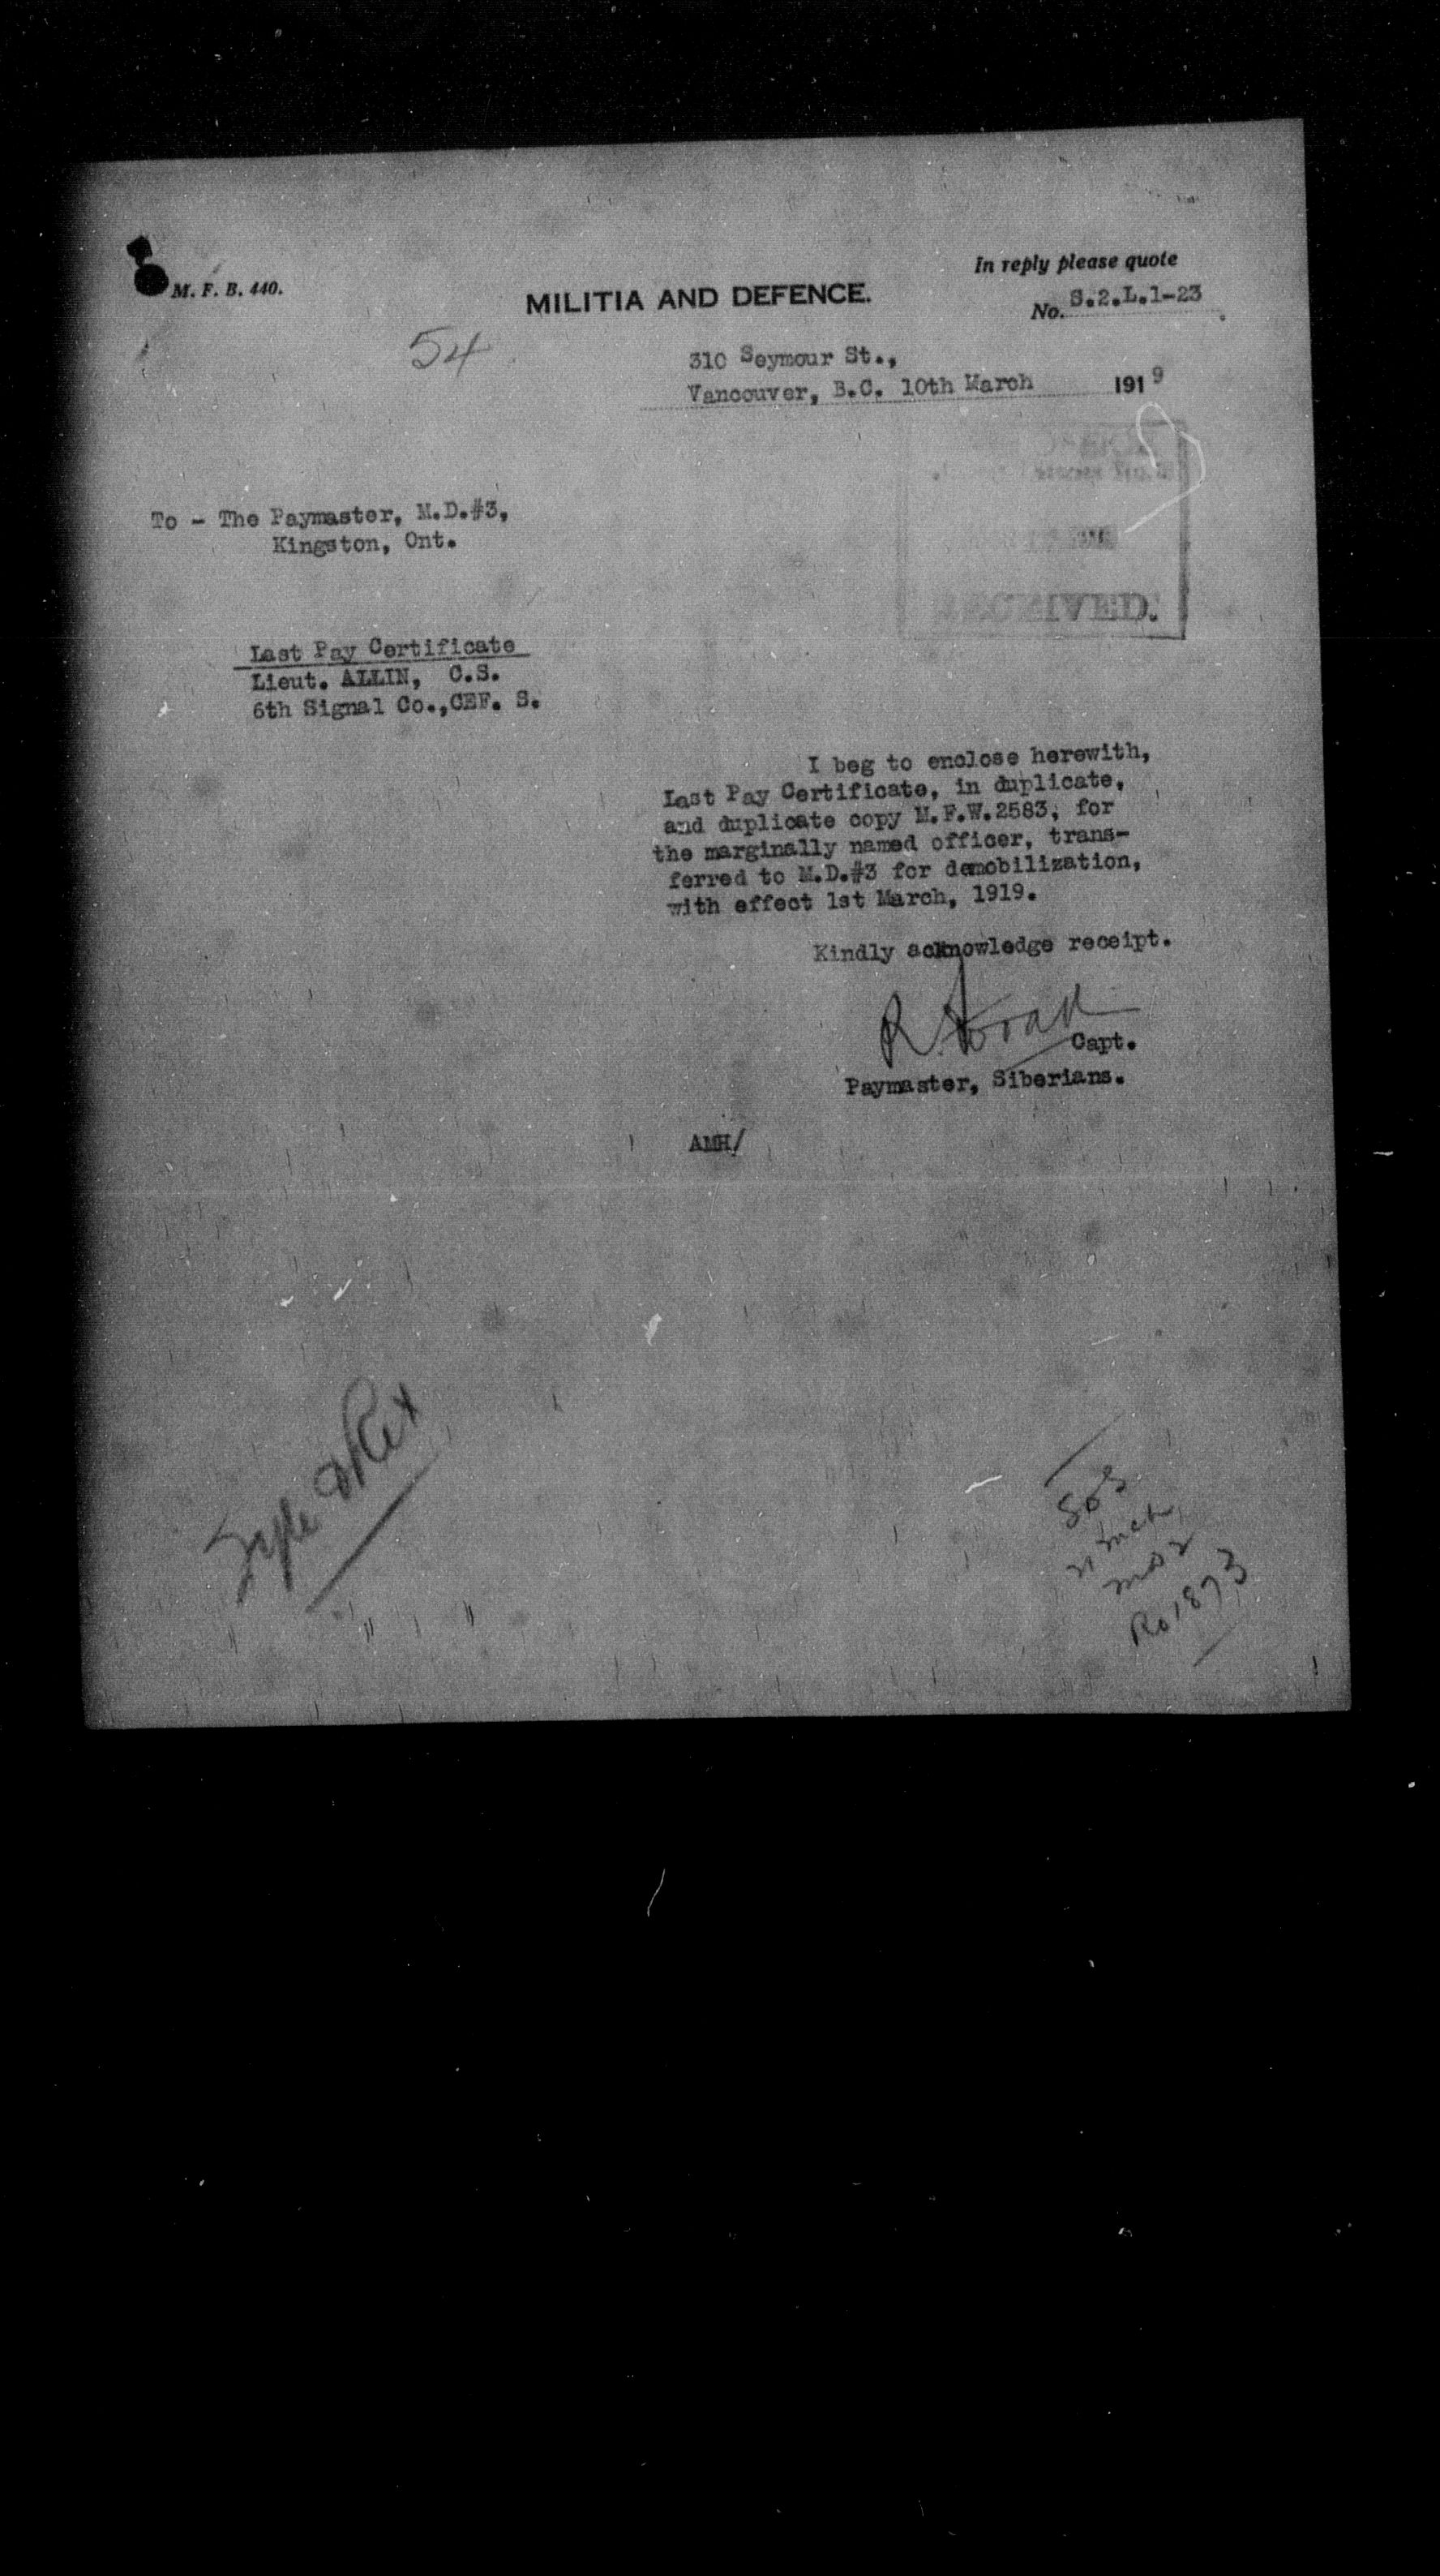 In reply please quote
M. F. B. 440.
MILITIA AND DEFENCE.
No. S.2.L.1-23
54
310 Seymour St.,
Vancouver, B.C. 10th March 1919
To - The Paymaster, M.D.#3,
Kingston, Ont.
RECEIVED.
Last Pay Certificate
Lieut. ALLIN, C.S.
6th Signal Co.,CEF. S.
I beg to enclose herewith,
Last Pay Certificate, in duplicate,
and duplicate copy M.F.W.2583, for
the marginally named officer, trans-
ferred to M.D.#3 for demobilization,
with effect 1st March, 1919.
Kindly acknowledge receipt.
R.
Capt.
Paymaster, Siberians.
AMH/
SOS
Ro 1873